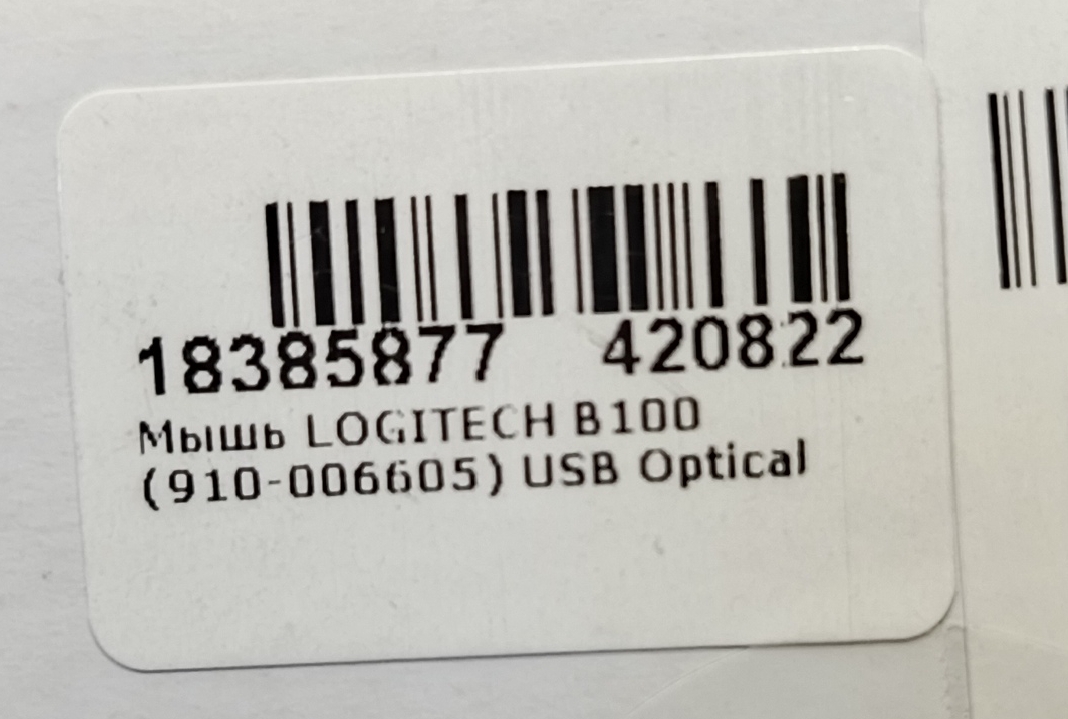 18385877 420822
Мышь LOGITECH B100
(910-006605) USB Optical